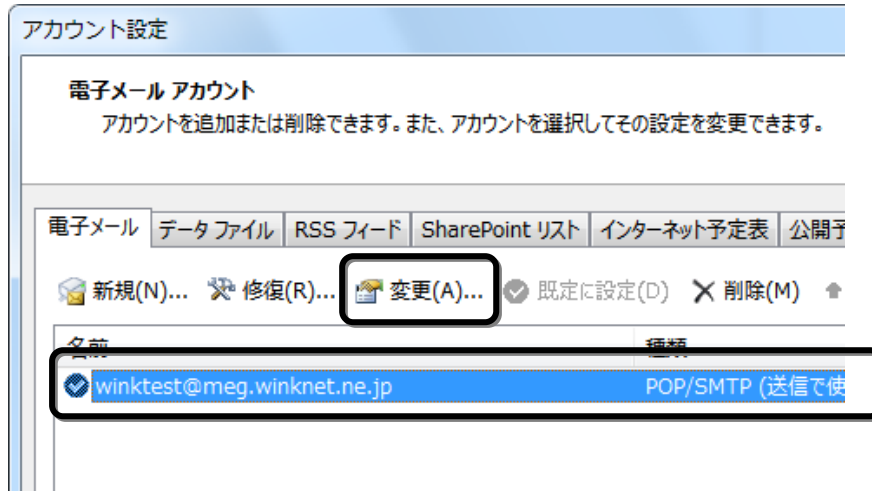 アカウント設定
電子メール アカウント
アカウントを追加または削除できます。また、アカウントを選択してその設定を変更できます。
電子メール データ ファイル RSS フィード SharePoint リスト インターネット予定表 公開予
新規(N)... 修復(R)... 変更(A)... 既定に設定(D) 削除(M)
名前 種類
winktest@meg.winknet.ne.jp POP/SMTP (送信で使